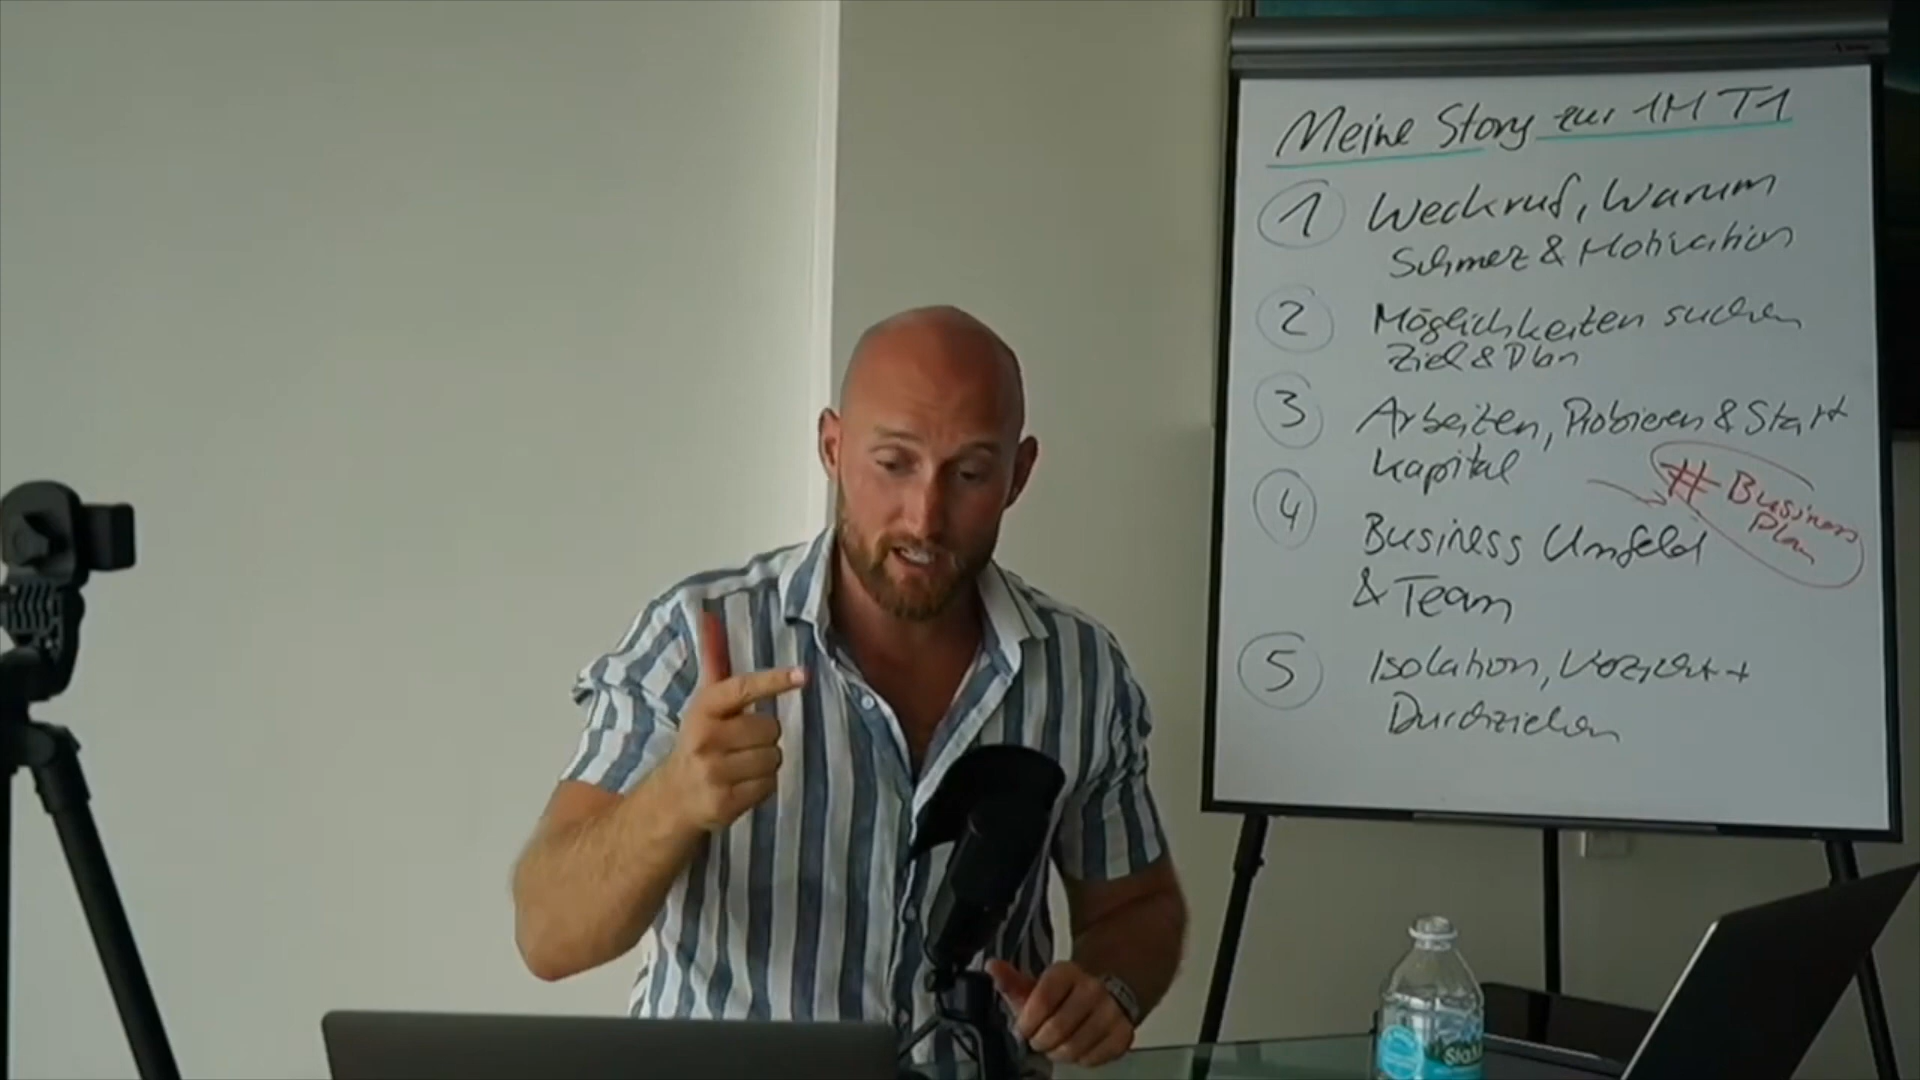 Meine Story zur 1M T1
1 Weckruf, Warum
Schmerz & Motivation
2 Möglichkeiten suchen
Ziel & Plan
3 Arbeiten, Probieren & Start
kapital
# Business
Plan
4 Business Umfeld
& Team
5 Isolation, Verzicht +
Durchziehen